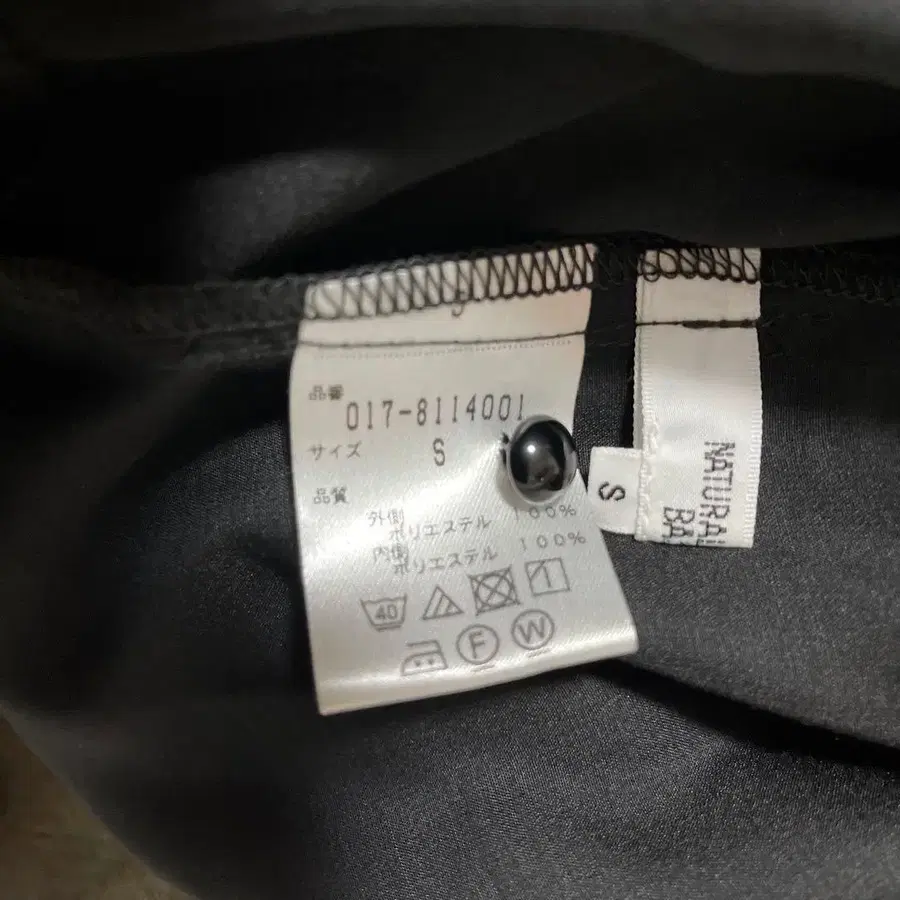 品番
017-8114001
サイズ S
品質
外側
ポリエステル 100%
内側
ポリエステル 100%
40
F W
S
NATURAL
BA